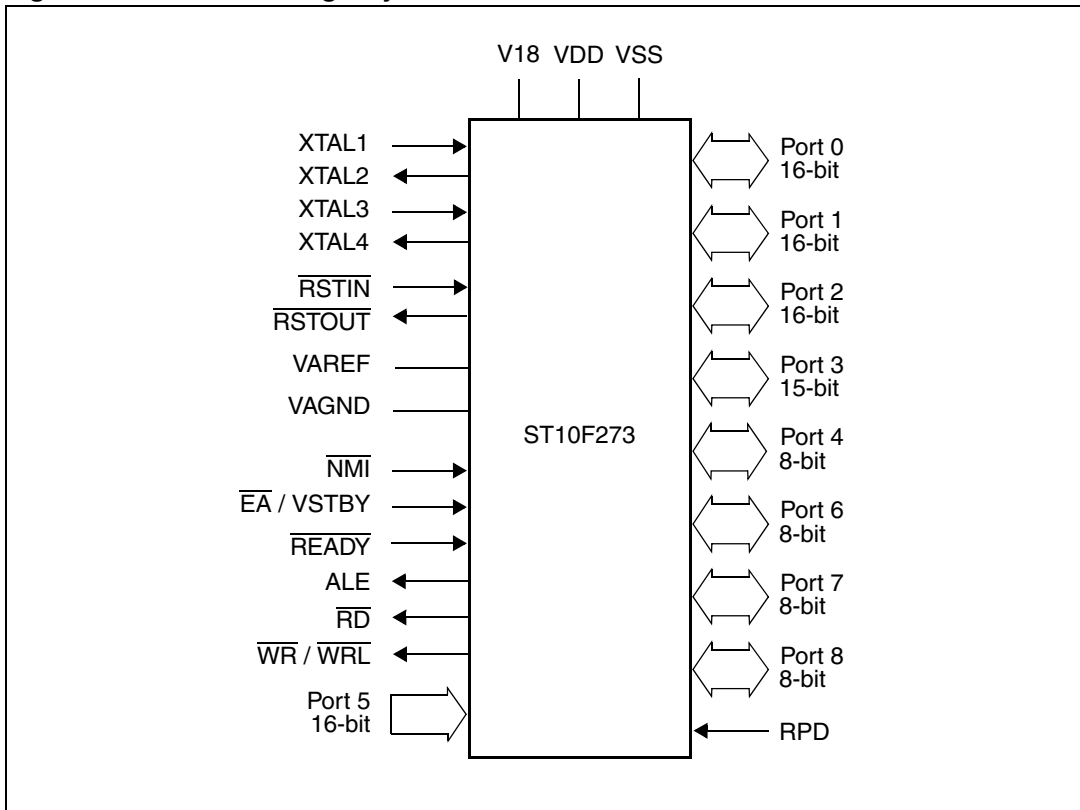 V18 VDD VSS
XTAL1
XTAL2
XTAL3
XTAL4
RSTIN
RSTOUT
VAREF
VAGND
NMI
EA / VSTBY
READY
ALE
RD
WR / WRL
Port 5
16-bit
ST10F273
Port 0
16-bit
Port 1
16-bit
Port 2
16-bit
Port 3
15-bit
Port 4
8-bit
Port 6
8-bit
Port 7
8-bit
Port 8
8-bit
RPD